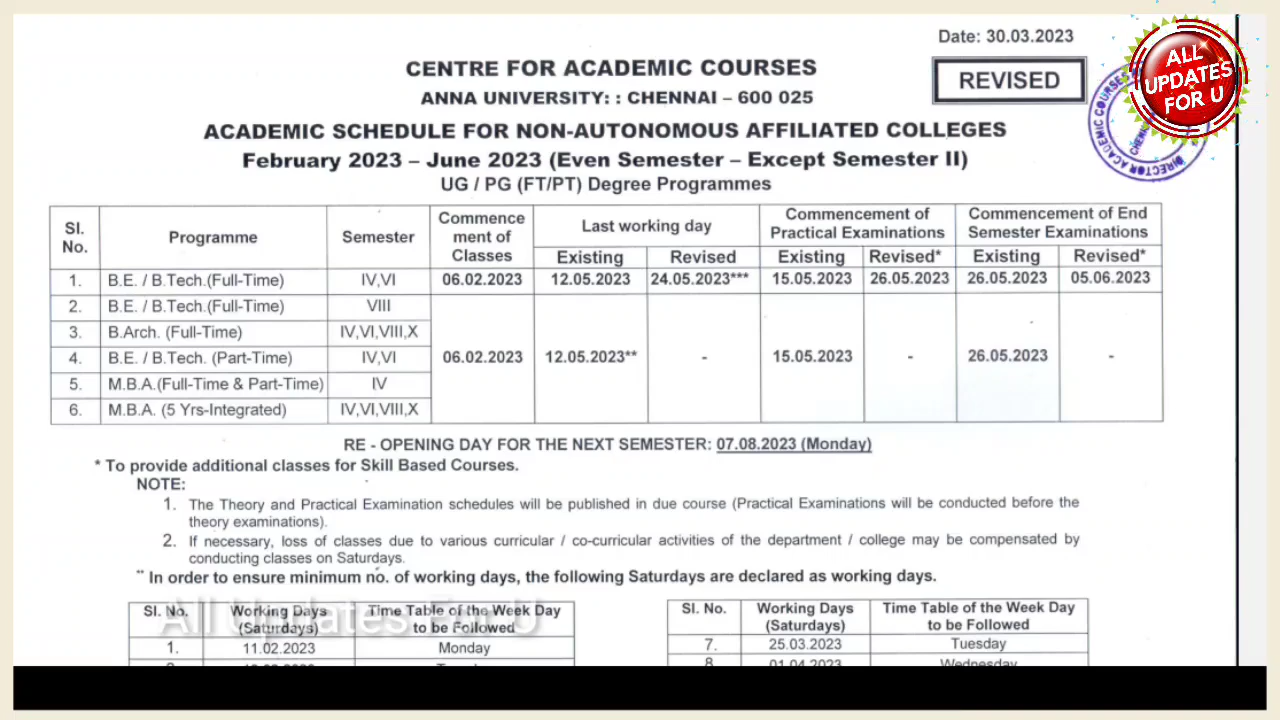 Date: 30.03.2023
ALL
UPDATES
FOR U
CENTRE FOR ACADEMIC COURSES
REVISED
ANNA UNIVERSITY: : CHENNAI – 600 025
ACADEMIC SCHEDULE FOR NON-AUTONOMOUS AFFILIATED COLLEGES
February 2023 – June 2023 (Even Semester – Except Semester II)
UG / PG (FT/PT) Degree Programmes
Sl. No. Programme Semester Commence ment of Classes Last working day Commencement of Practical Examinations Commencement of End Semester Examinations
Existing Revised Existing Revised* Existing Revised*
1. B.E. / B.Tech.(Full-Time) IV,VI 06.02.2023 12.05.2023 24.05.2023*** 15.05.2023 26.05.2023 26.05.2023 05.06.2023
2. B.E. / B.Tech.(Full-Time) VIII
3. B.Arch. (Full-Time) IV,VI,VIII,X
4. B.E. / B.Tech. (Part-Time) IV,VI 06.02.2023 12.05.2023** - 15.05.2023 - 26.05.2023 -
5. M.B.A.(Full-Time & Part-Time) IV
6. M.B.A. (5 Yrs-Integrated) IV,VI,VIII,X
RE - OPENING DAY FOR THE NEXT SEMESTER: 07.08.2023 (Monday)
* To provide additional classes for Skill Based Courses.
NOTE:
1. The Theory and Practical Examination schedules will be published in due course (Practical Examinations will be conducted before the
theory examinations).
2. If necessary, loss of classes due to various curricular / co-curricular activities of the department / college may be compensated by
conducting classes on Saturdays.
** In order to ensure minimum no. of working days, the following Saturdays are declared as working days.
Sl. No. Working Days (Saturdays) Time Table of the Week Day to be Followed
1. 11.02.2023 Monday
Sl. No. Working Days (Saturdays) Time Table of the Week Day to be Followed
7. 25.03.2023 Tuesday
8. 01.04.2023 Wednesday
All Updates For U